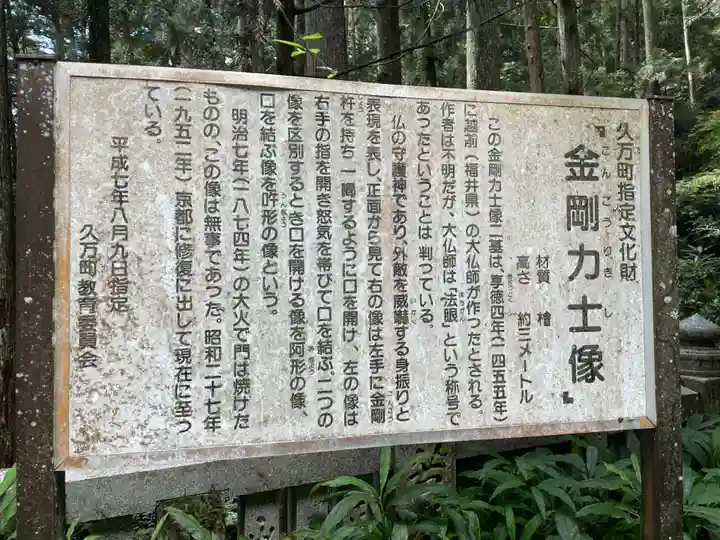 久万町指定文化財
『金剛力士像』
こんごうりきし
材質 檜
高さ 約三メートル
この金剛力士像二基は、享徳四年(一四五五年)
に越前(福井県)の大仏師が作ったとされる。
作者は不明だが、大仏師は「法眼」という称号で
あったということは 判っている。
仏の守護神であり、外敵を威嚇する身振りと
表現を表し、正面から見て右の像は左手に金剛
杵を持ち一喝するように口を開け、左の像は
右手の指を開き怒気を帯びて口を結ぶ、二つの
像を区別するとき口を開ける像を阿形の像、
口を結ぶ像を吽形の像という。
明治七年(一八七四年)の大火で門は焼けた
ものの、この像は無事であった。昭和二十七年
(一九五二年)京都に修復に出して現在に至っ
ている。
平成七年八月九日指定
久万町教育委員会